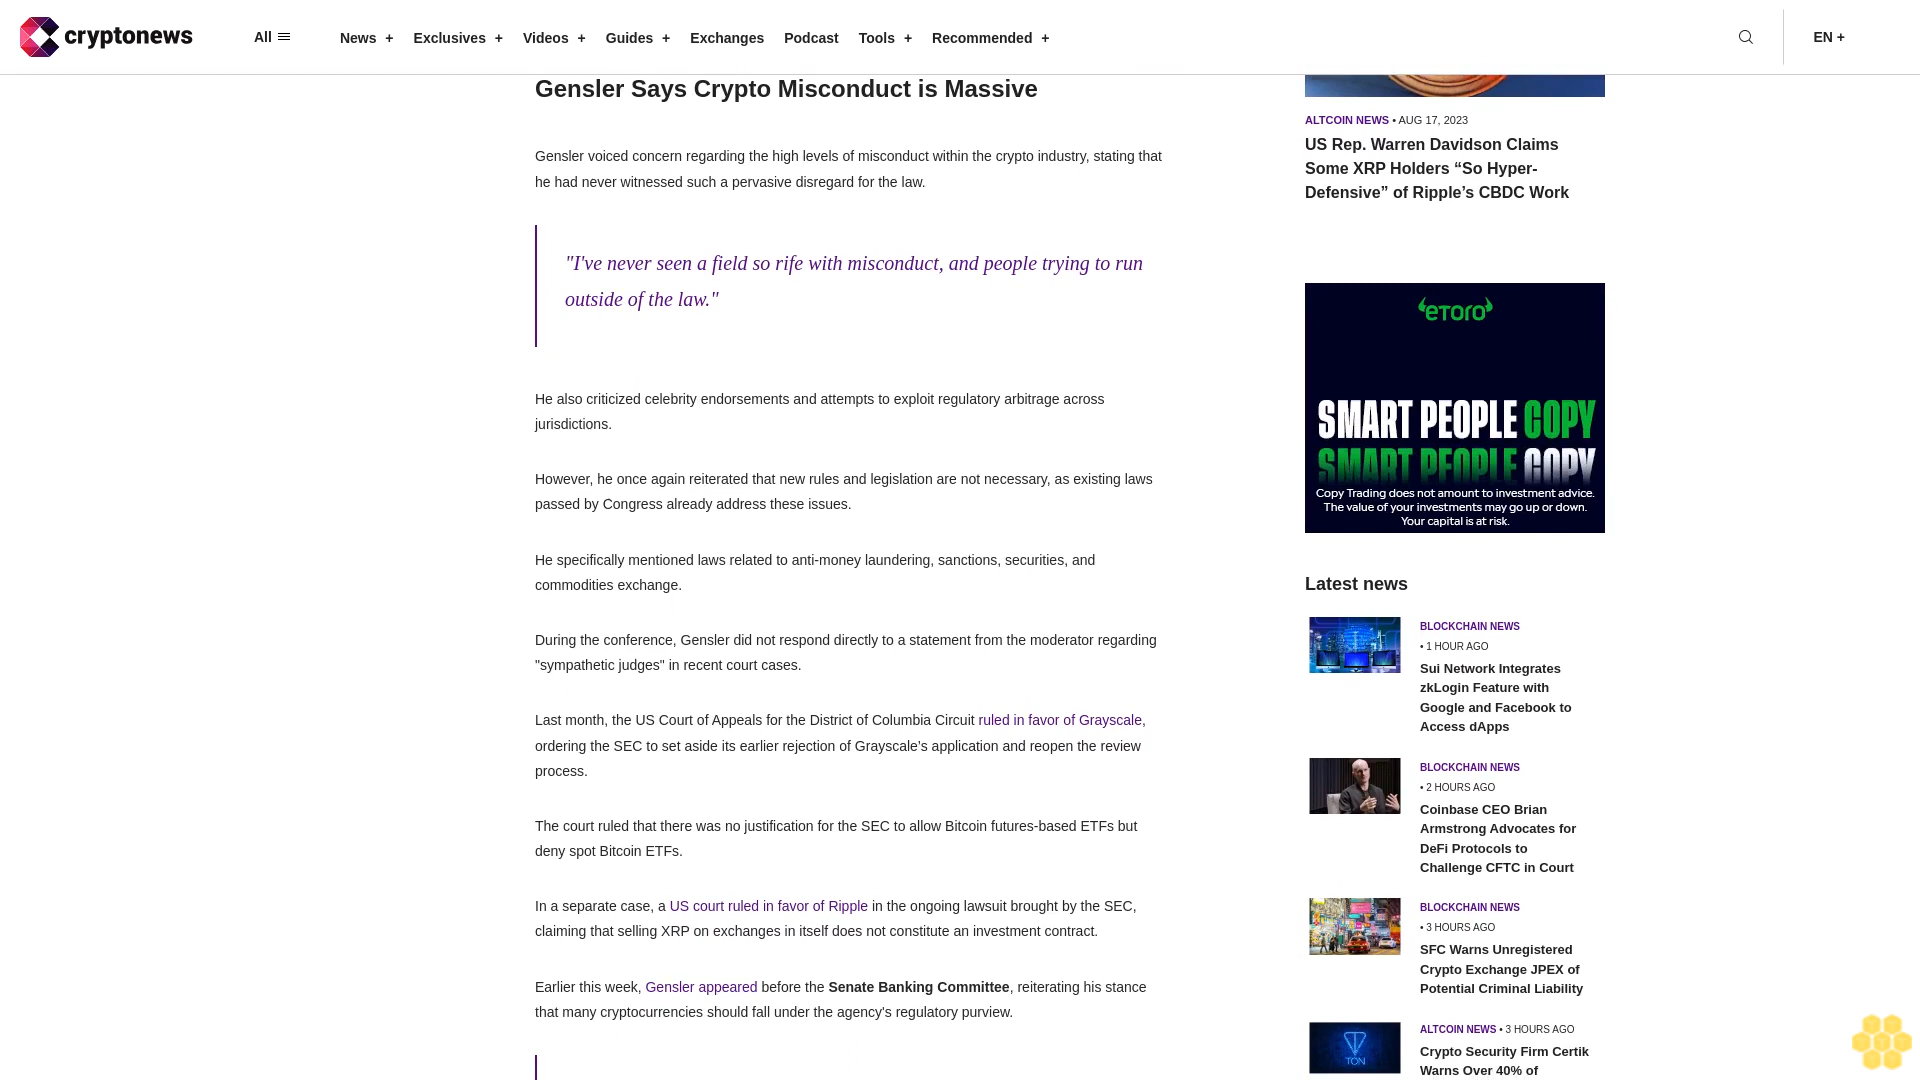 cryptonews
All
News +
Exclusives +
Videos +
Guides +
Exchanges
Podcast
Tools +
Recommended +
EN +
Gensler Says Crypto Misconduct is Massive
Gensler voiced concern regarding the high levels of misconduct within the crypto industry, stating that
he had never witnessed such a pervasive disregard for the law.
"I've never seen a field so rife with misconduct, and people trying to run
outside of the law."
He also criticized celebrity endorsements and attempts to exploit regulatory arbitrage across
jurisdictions.
However, he once again reiterated that new rules and legislation are not necessary, as existing laws
passed by Congress already address these issues.
He specifically mentioned laws related to anti-money laundering, sanctions, securities, and
commodities exchange.
During the conference, Gensler did not respond directly to a statement from the moderator regarding
"sympathetic judges" in recent court cases.
Last month, the US Court of Appeals for the District of Columbia Circuit ruled in favor of Grayscale,
ordering the SEC to set aside its earlier rejection of Grayscale’s application and reopen the review
process.
The court ruled that there was no justification for the SEC to allow Bitcoin futures-based ETFs but
deny spot Bitcoin ETFs.
In a separate case, a US court ruled in favor of Ripple in the ongoing lawsuit brought by the SEC,
claiming that selling XRP on exchanges in itself does not constitute an investment contract.
Earlier this week, Gensler appeared before the Senate Banking Committee, reiterating his stance
that many cryptocurrencies should fall under the agency's regulatory purview.
ALTCOIN NEWS • AUG 17, 2023
US Rep. Warren Davidson Claims
Some XRP Holders “So Hyper-
Defensive” of Ripple’s CBDC Work
eToro
SMART PEOPLE COPY
SMART PEOPLE COPY
Copy Trading does not amount to investment advice.
The value of your investments may go up or down.
Your capital is at risk.
Latest news
BLOCKCHAIN NEWS
• 1 HOUR AGO
Sui Network Integrates
zkLogin Feature with
Google and Facebook to
Access dApps
BLOCKCHAIN NEWS
• 2 HOURS AGO
Coinbase CEO Brian
Armstrong Advocates for
DeFi Protocols to
Challenge CFTC in Court
BLOCKCHAIN NEWS
• 3 HOURS AGO
SFC Warns Unregistered
Crypto Exchange JPEX of
Potential Criminal Liability
TON
ALTCOIN NEWS • 3 HOURS AGO
Crypto Security Firm Certik
Warns Over 40% of